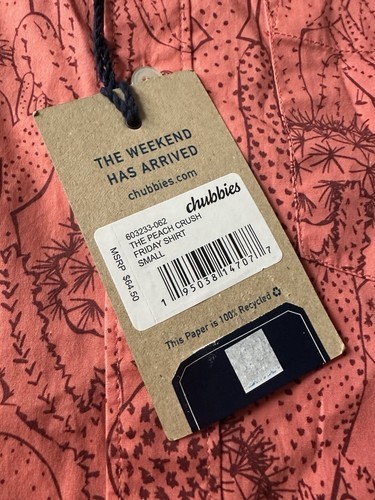 THE WEEKEND
HAS ARRIVED
chubbies.com
chubbies
603233-062
THE PEACH CRUSH
FRIDAY SHIRT
SMALL
MSRP $64.50
1 95038 14707 7
This Paper is 100% Recycled